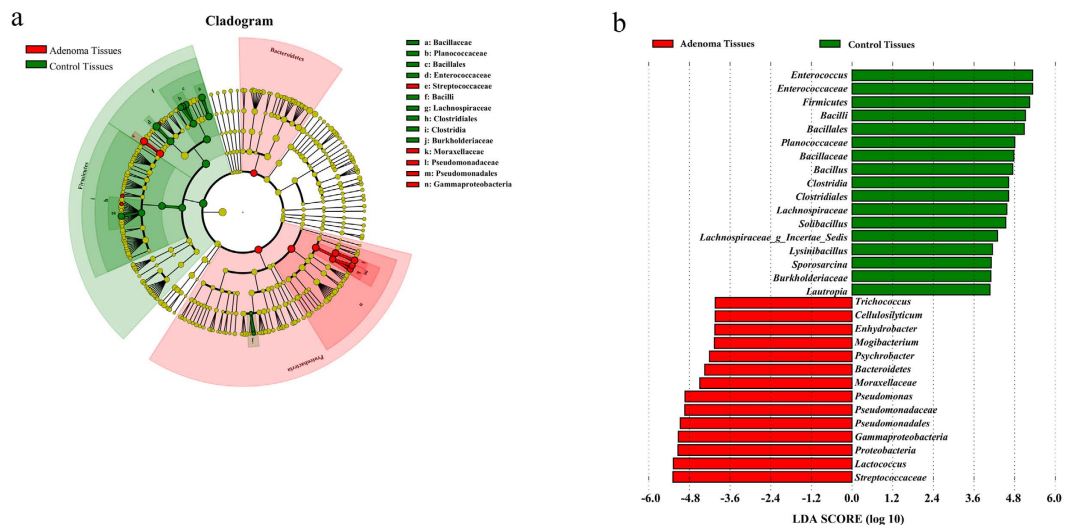 a
Cladogram
Adenoma Tissues
Control Tissues
Bacteroidetes
Firmicutes
Proteobacteria
a: Bacillaceae
b: Planococcaceae
c: Bacillales
d: Enterococcaceae
e: Streptococcaceae
f: Bacilli
g: Lachnospiraceae
h: Clostridiales
i: Clostridia
j: Burkholderiaceae
k: Moraxellaceae
l: Pseudomonadaceae
m: Pseudomonadales
n: Gammaproteobacteria
b
Adenoma Tissues
Control Tissues
Enterococcus
Enterococcaceae
Firmicutes
Bacilli
Bacillales
Planococcaceae
Bacillaceae
Bacillus
Clostridia
Clostridiales
Lachnospiraceae
Solibacillus
Lachnospiraceae_g_Incertae_Sedis
Lysinibacillus
Sporosarcina
Burkholderiaceae
Lautropia
Trichococcus
Cellulosilyticum
Enhydrobacter
Mogibacterium
Psychrobacter
Bacteroidetes
Moraxellaceae
Pseudomonas
Pseudomonadaceae
Pseudomonadales
Gammaproteobacteria
Proteobacteria
Lactococcus
Streptococcaceae
-6.0 -4.8 -3.6 -2.4 -1.2 0.0 1.2 2.4 3.6 4.8 6.0
LDA SCORE (log 10)